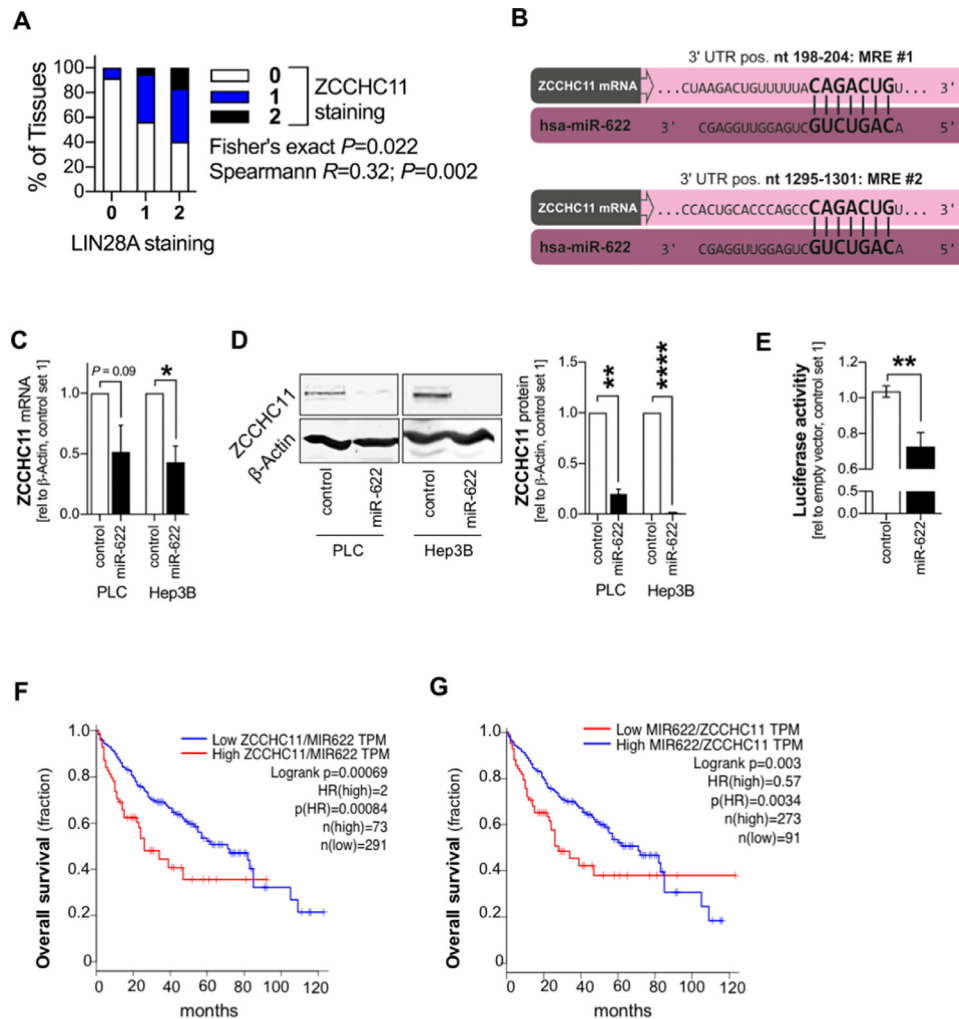 A
% of Tissues
100
80
60
40
20
0
0
1
2
LIN28A staining
0
1
2
ZCCHC11
staining
Fisher's exact P=0.022
Spearmann R=0.32; P=0.002
B
3' UTR pos. nt 198-204: MRE #1
ZCCHC11 mRNA ...CUAAGACUGUUUUUACAGACUGU... 3'
hsa-miR-622 3' CGAGGUUGGAGUCGUCUGACA 5'
3' UTR pos. nt 1295-1301: MRE #2
ZCCHC11 mRNA ...CCACUGCACCCAGCCCAGACUGU... 3'
hsa-miR-622 3' CGAGGUUGGAGUCGUCUGACA 5'
C
ZCCHC11 mRNA
[rel to β-Actin, control set 1]
1.0
0.5
0.0
P = 0.09
*
control
miR-622
control
miR-622
PLC
Hep3B
D
ZCCHC11
β-Actin
control
miR-622
control
miR-622
PLC
Hep3B
ZCCHC11 protein
[rel to β-Actin, control set 1]
1.5
1.0
0.5
0.0
**
****
control
miR-622
control
miR-622
PLC
Hep3B
E
Luciferase activitiy
[rel to empty vector, control set 1]
1.2
1.0
0.8
0.6
0.5
0.0
**
control
miR-622
F
Overall survival (fraction)
1.0
0.8
0.6
0.4
0.2
0
0 20 40 60 80 100 120
months
Low ZCCHC11/MIR622 TPM
High ZCCHC11/MIR622 TPM
Logrank p=0.00069
HR(high)=2
p(HR)=0.00084
n(high)=73
n(low)=291
G
Overall survival (fraction)
1.0
0.8
0.6
0.4
0.2
0
0 20 40 60 80 100 120
months
Low MIR622/ZCCHC11 TPM
High MIR622/ZCCHC11 TPM
Logrank p=0.003
HR(high)=0.57
p(HR)=0.0034
n(high)=273
n(low)=91